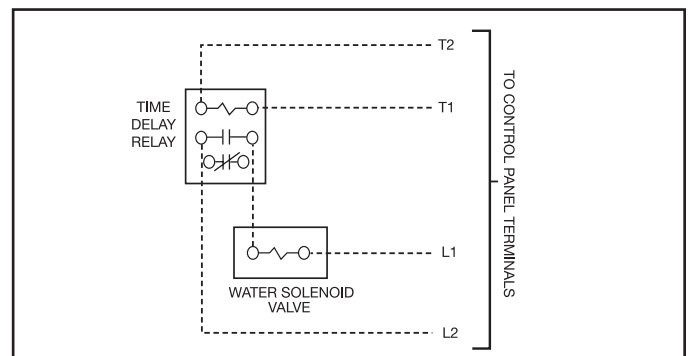 T2
TIME
DELAY
RELAY
T1
TO CONTROL PANEL TERMINALS
L1
WATER SOLENOID
VALVE
L2